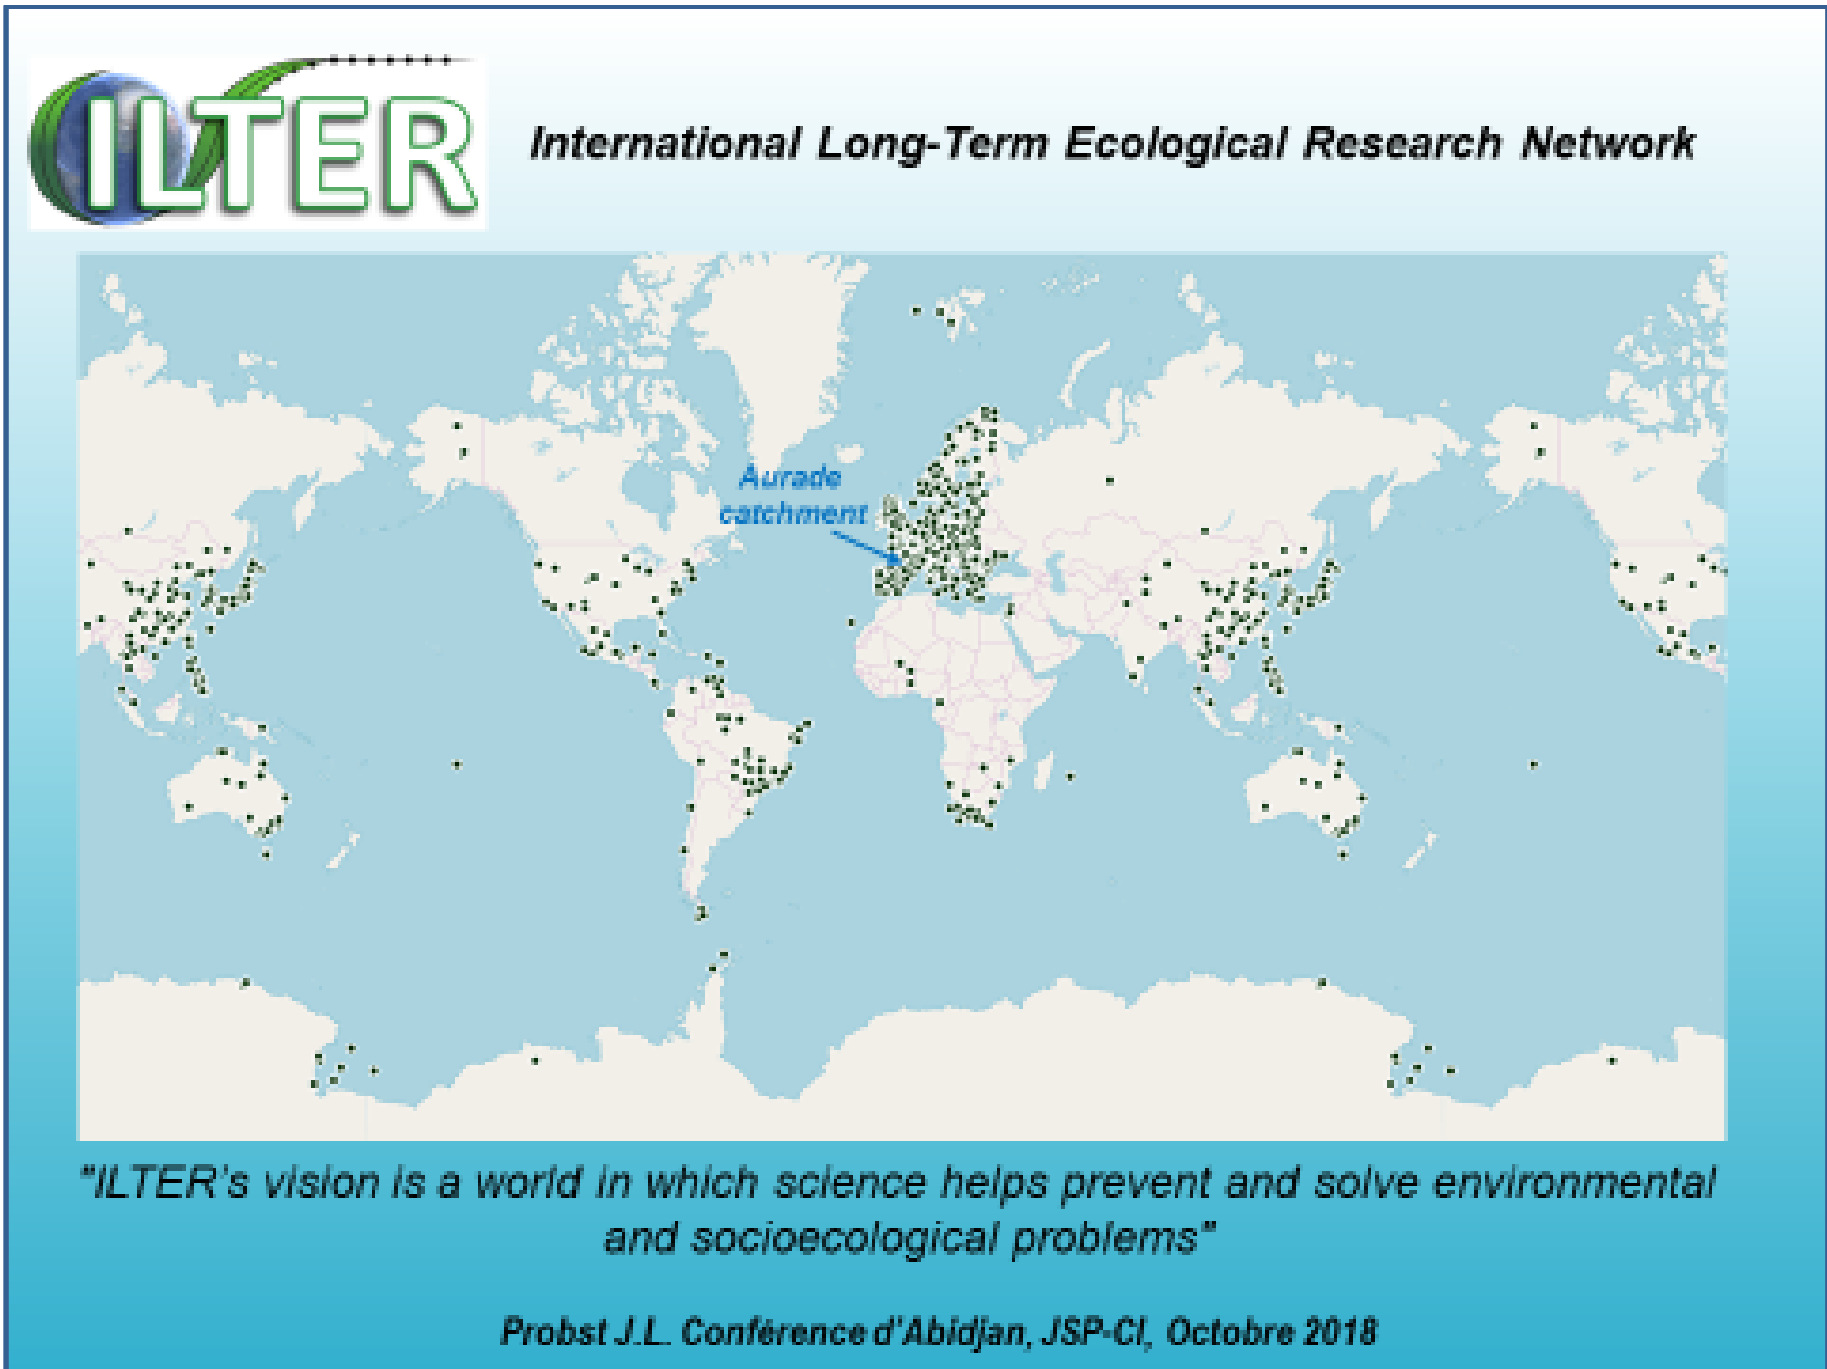 ILTER
International Long-Term Ecological Research Network
Aurade
catchment
"ILTER's vision is a world in which science helps prevent and solve environmental
and socioecological problems"
Probst J.L. Conférence d'Abidjan, JSP-CI, Octobre 2018